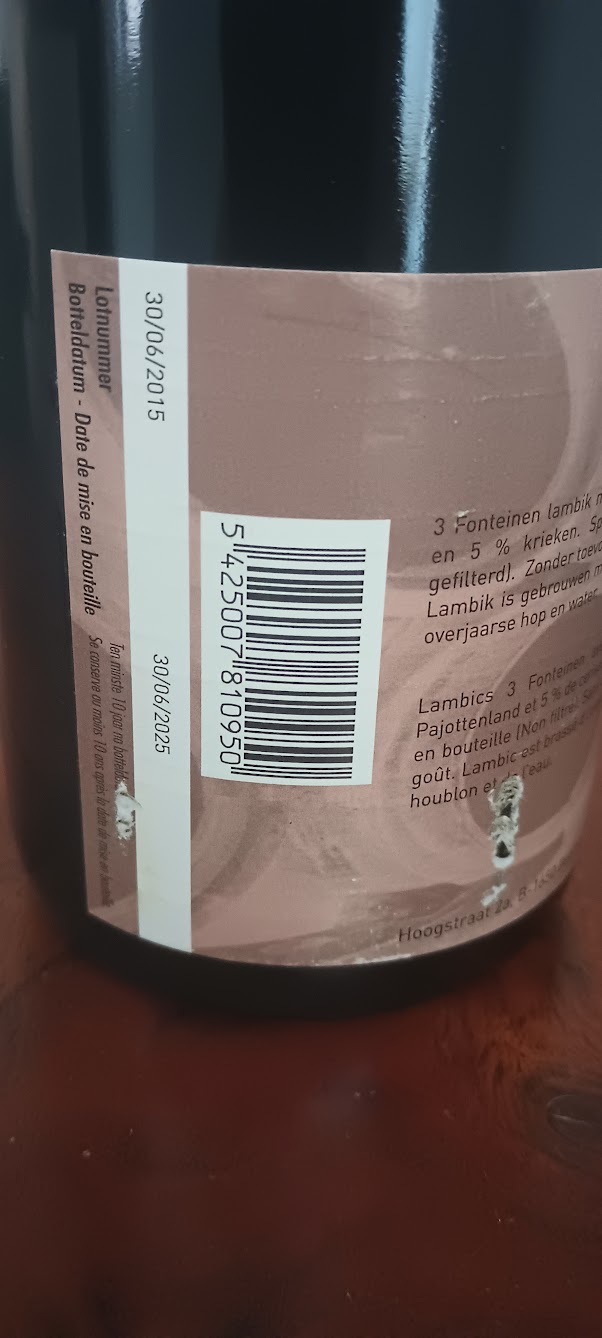 Lotnummer
Botteldatum - Date de mise en bouteille
Ten minste 10 jaar na botteldatum
Se conserve au moins 10 ans après la date de mise en bouteille
30/06/2015
30/06/2025
5 425007 810950
3 Fonteinen lambik
en 5 % krieken.
gefilterd). Zonder toevo
Lambik is gebrouwen m
overjaarse hop en water.
Lambics 3 Fonteinen
Pajottenland et 5 % de
en bouteille (Non filtré).
goût. Lambic est brassé
houblon et de l'eau.
Hoogstraat 2a, B-1650